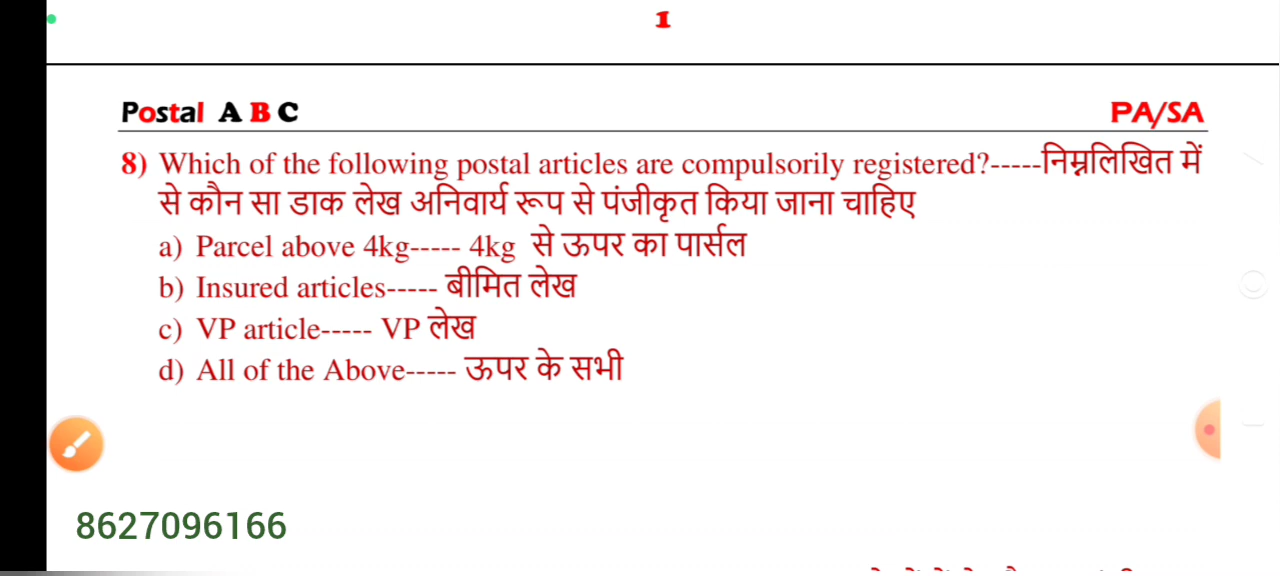 1
Postal A B C
PA/SA
8) Which of the following postal articles are compulsorily registered?-----निम्नलिखित में
से कौन सा डाक लेख अनिवार्य रूप से पंजीकृत किया जाना चाहिए
a) Parcel above 4kg----- 4kg से ऊपर का पार्सल
b) Insured articles----- बीमित लेख
c) VP article----- VP लेख
d) All of the Above----- ऊपर के सभी
8627096166